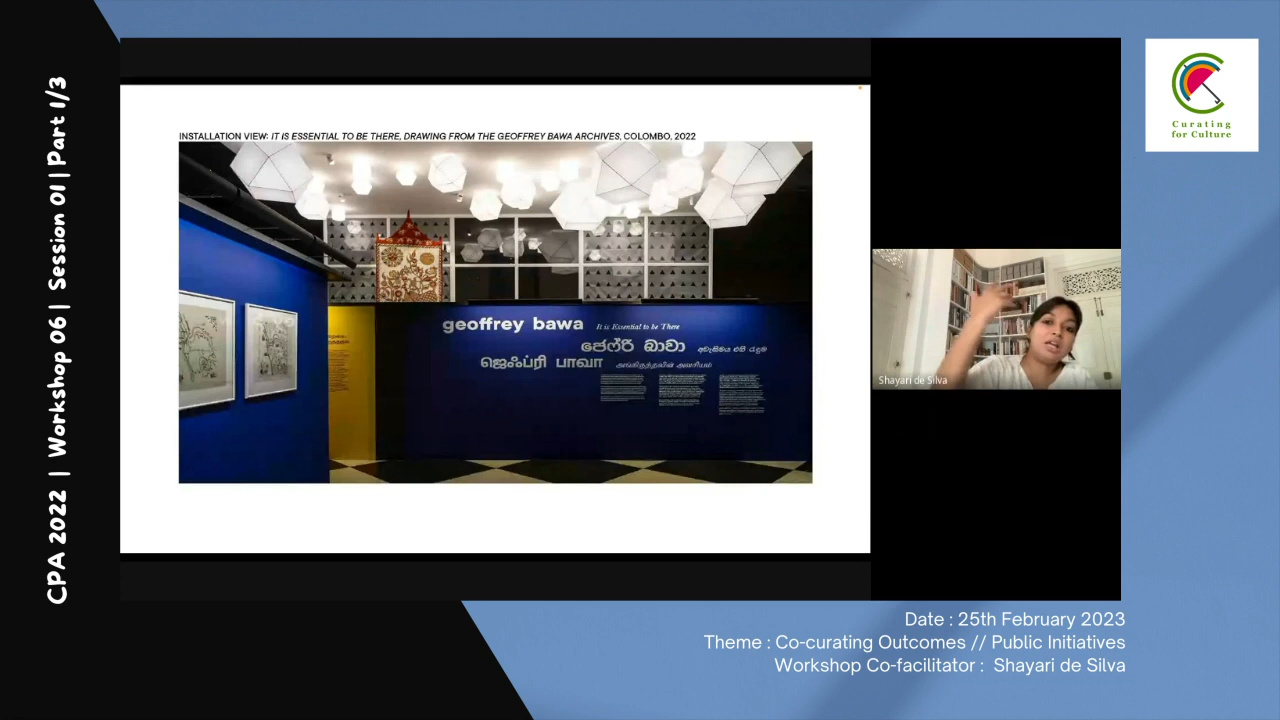 CPA 2022 | Workshop 06 | Session 01 | Part 1/3
INSTALLATION VIEW: IT IS ESSENTIAL TO BE THERE, DRAWING FROM THE GEOFFREY BAWA ARCHIVES, COLOMBO, 2022
geoffrey bawa It is Essential to be There
ජෙෆ්රි බාවා
ஜெஃப்ரி பாவா
Shayari de Silva
Curating
for Culture
Date : 25th February 2023
Theme : Co-curating Outcomes // Public Initiatives
Workshop Co-facilitator : Shayari de Silva